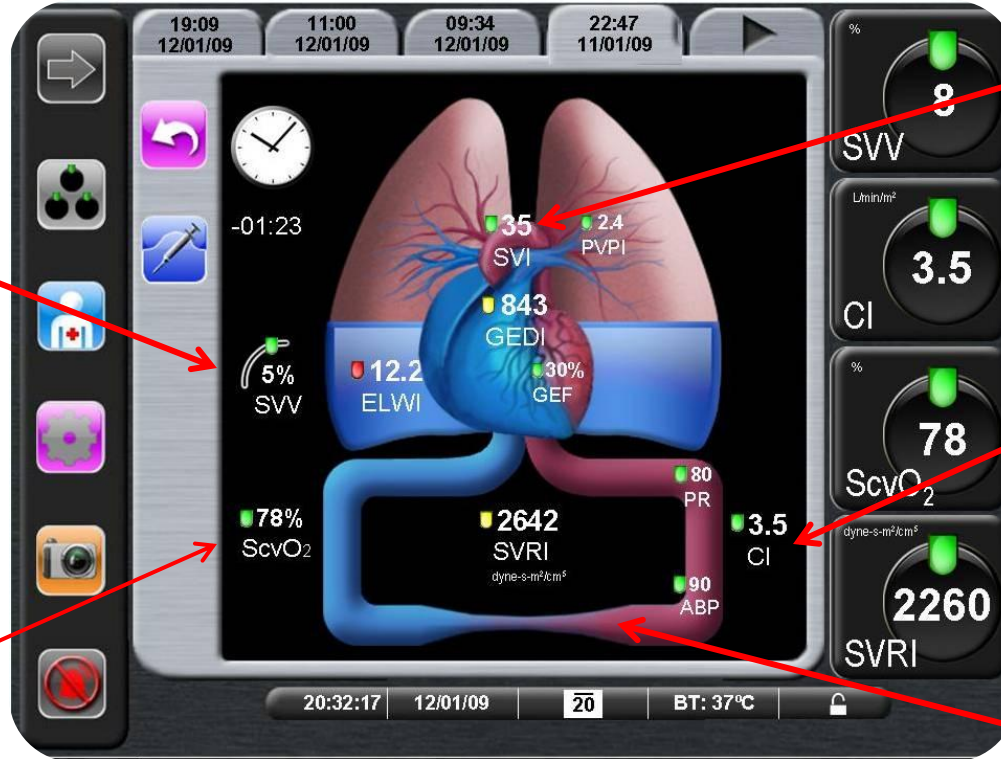 19:09
12/01/09
11:00
12/01/09
09:34
12/01/09
22:47
11/01/09
-01:23
35
SVI
2.4
PVPI
843
GEDI
5%
SVV
12.2
ELWI
30%
GEF
78%
ScvO₂
2642
SVRI
dyne-s-m²/cm⁵
80
PR
3.5
CI
90
ABP
%
8
SVV
L/min/m²
3.5
CI
%
78
ScvO₂
dyne-s-m²/cm⁵
2260
SVRI
20:32:17 12/01/09 20 BT: 37ºC